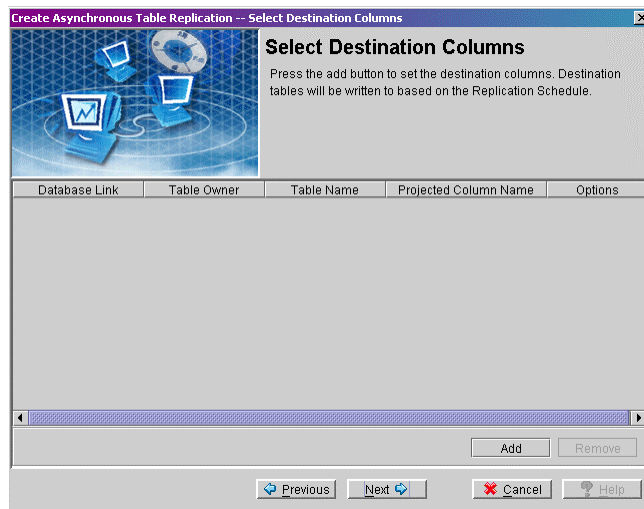 Create Asynchronous Table Replication -- Select Destination Columns
Select Destination Columns
Press the add button to set the destination columns. Destination
tables will be written to based on the Replication Schedule.
Database Link Table Owner Table Name Projected Column Name Options
Add Remove
Previous Next Cancel Help